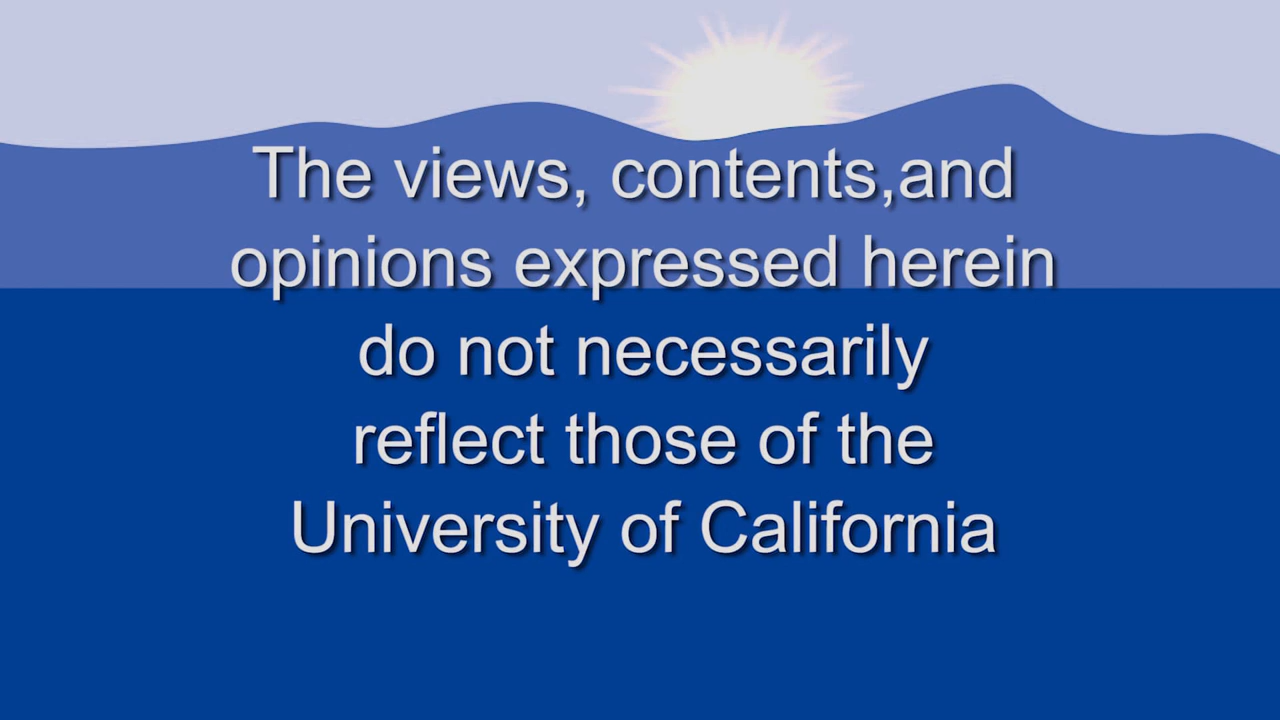 The views, contents,and
opinions expressed herein
do not necessarily
reflect those of the
University of California